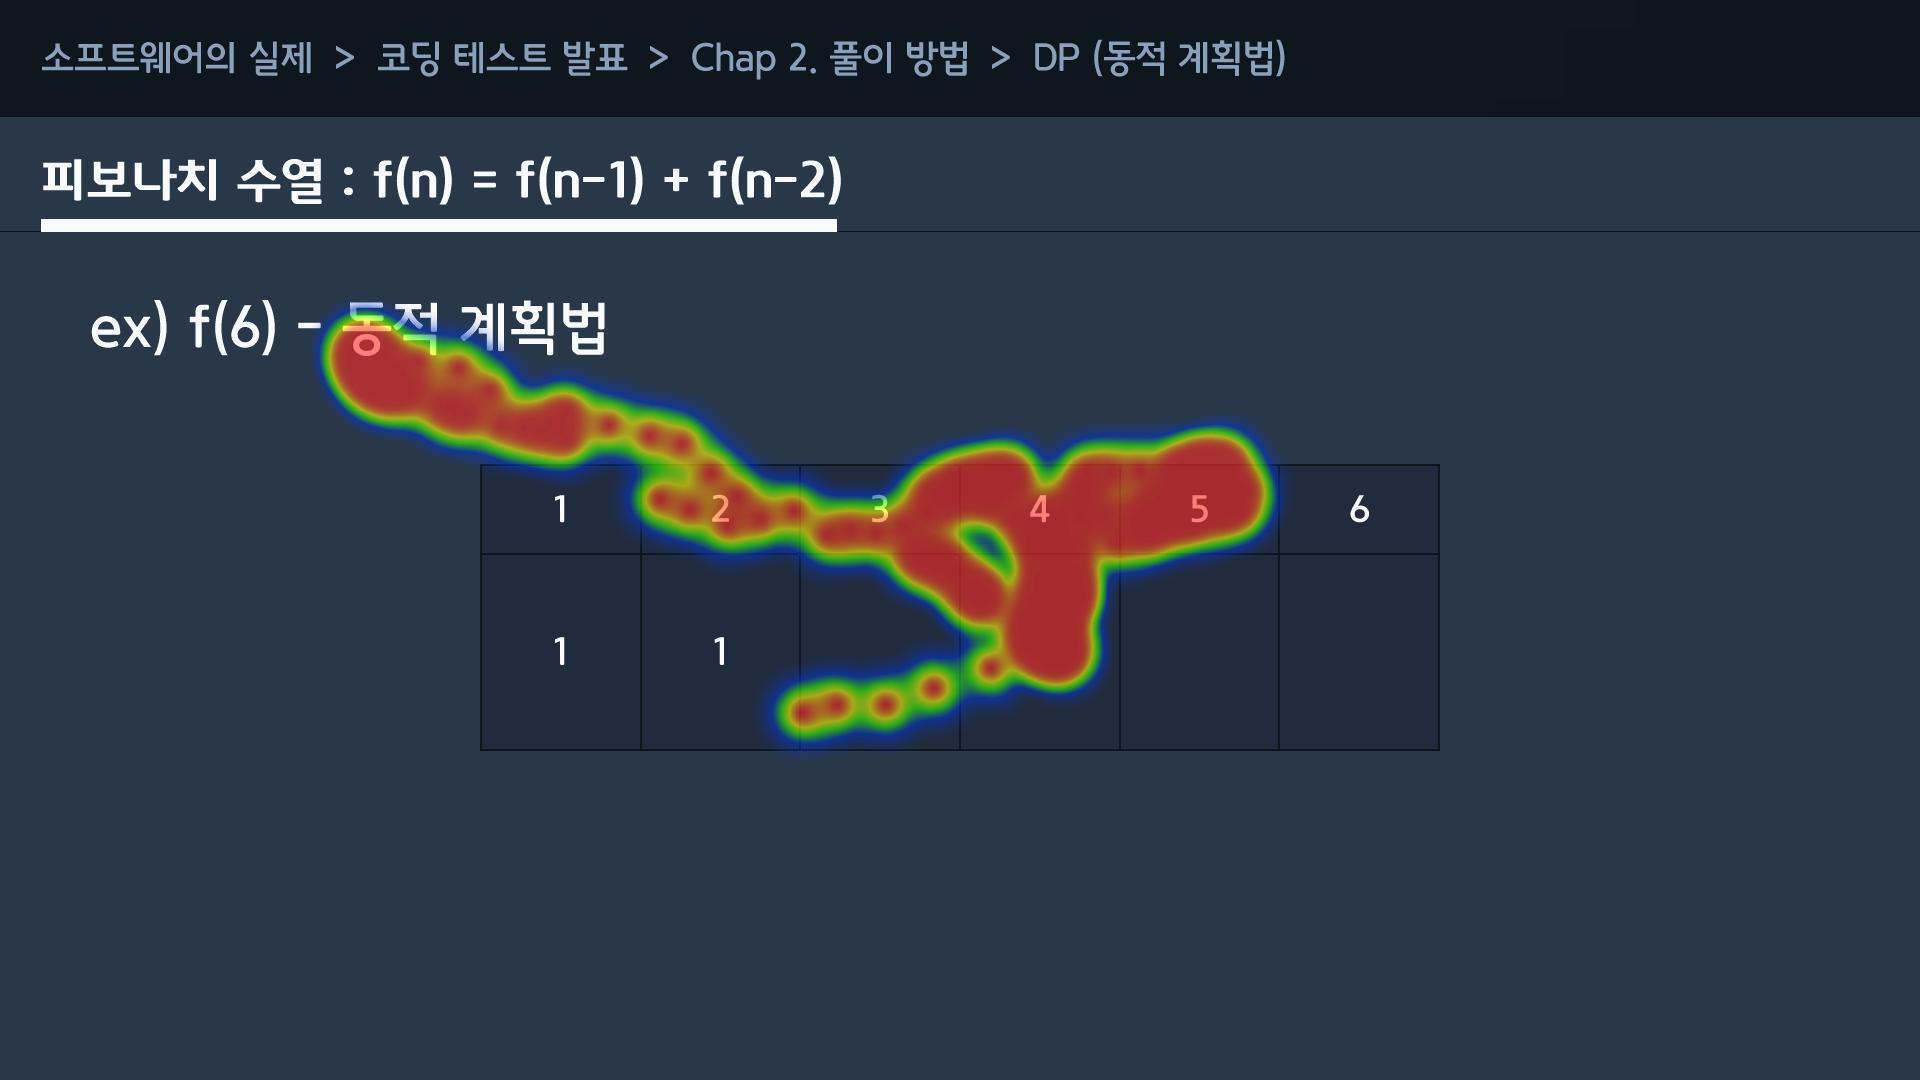 소프트웨어의 실제 > 코딩 테스트 발표 > Chap 2. 풀이 방법 > DP (동적 계획법)
피보나치 수열 : f(n) = f(n-1) + f(n-2)
ex) f(6) - 동적 계획법
1 2 3 4 5 6
1 1